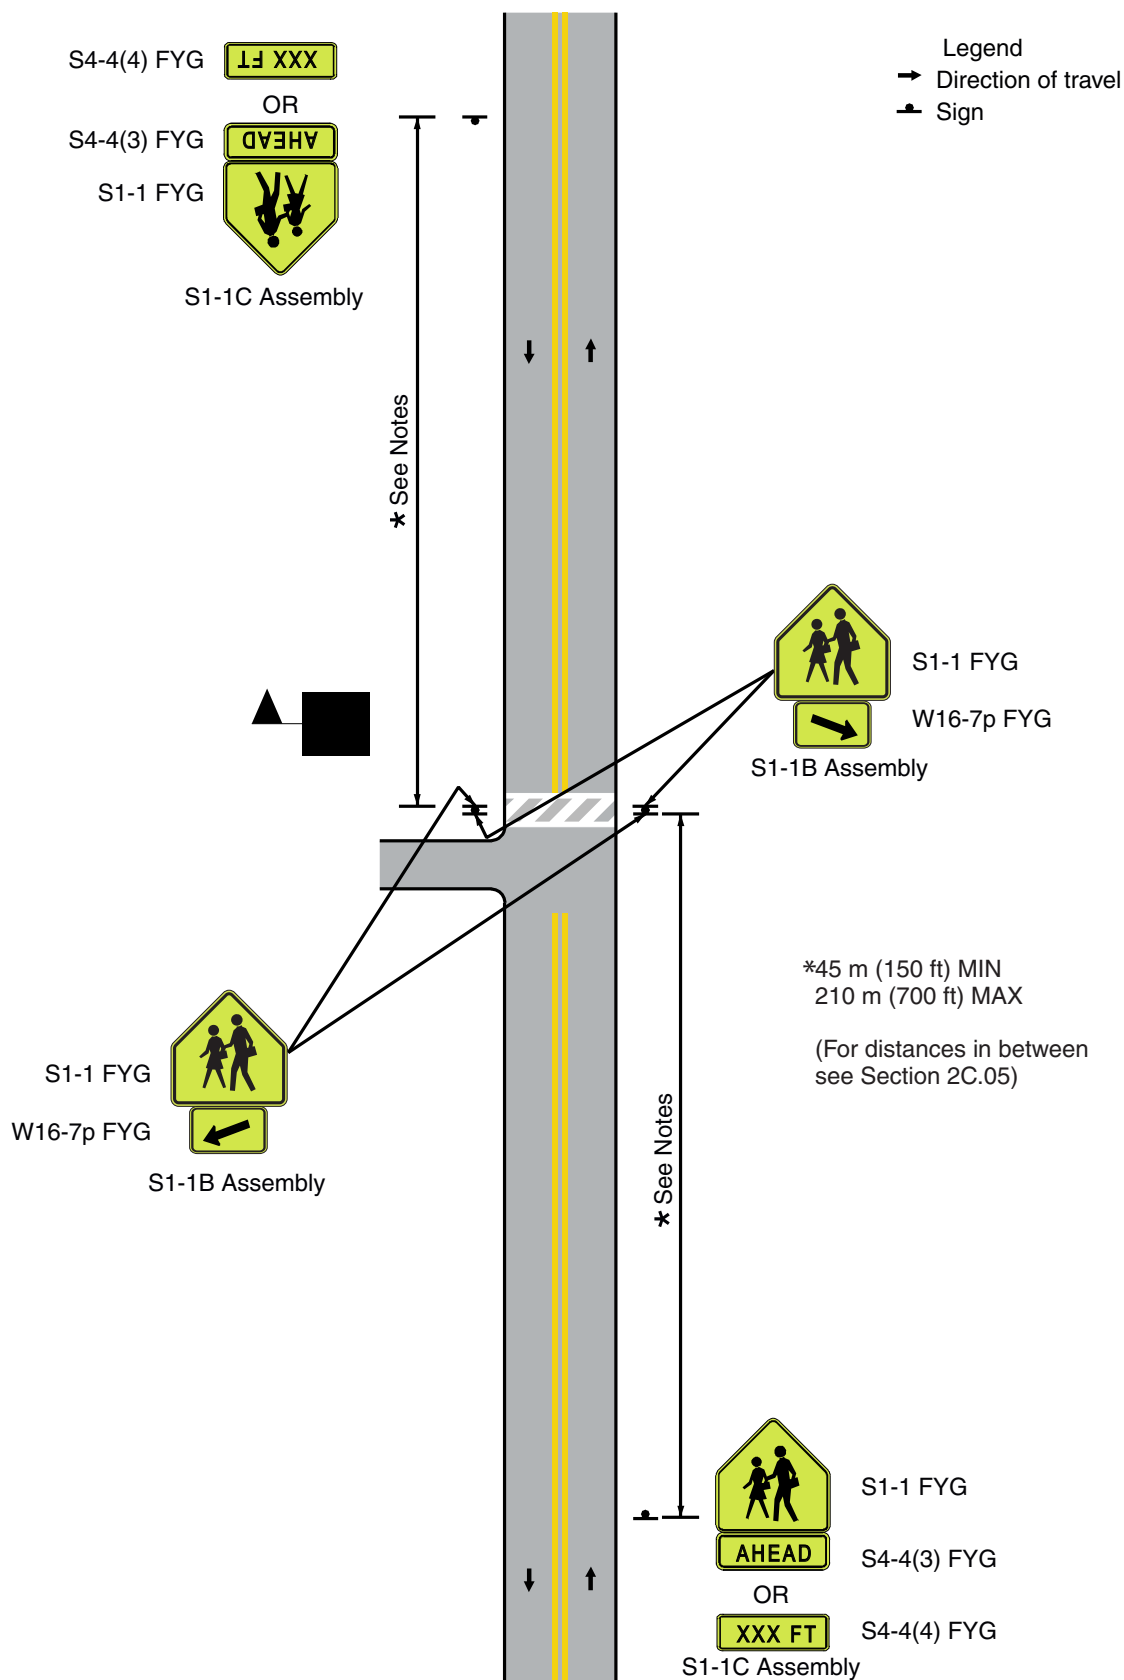 Legend
Direction of travel
Sign
S4-4(4) FYG
XXX FT
OR
S4-4(3) FYG
AHEAD
S1-1 FYG
S1-1C Assembly
* See Notes
S1-1 FYG
W16-7p FYG
S1-1B Assembly
*45 m (150 ft) MIN
210 m (700 ft) MAX
(For distances in between
see Section 2C.05)
S1-1 FYG
W16-7p FYG
S1-1B Assembly
* See Notes
S1-1 FYG
AHEAD
S4-4(3) FYG
OR
XXX FT
S4-4(4) FYG
S1-1C Assembly